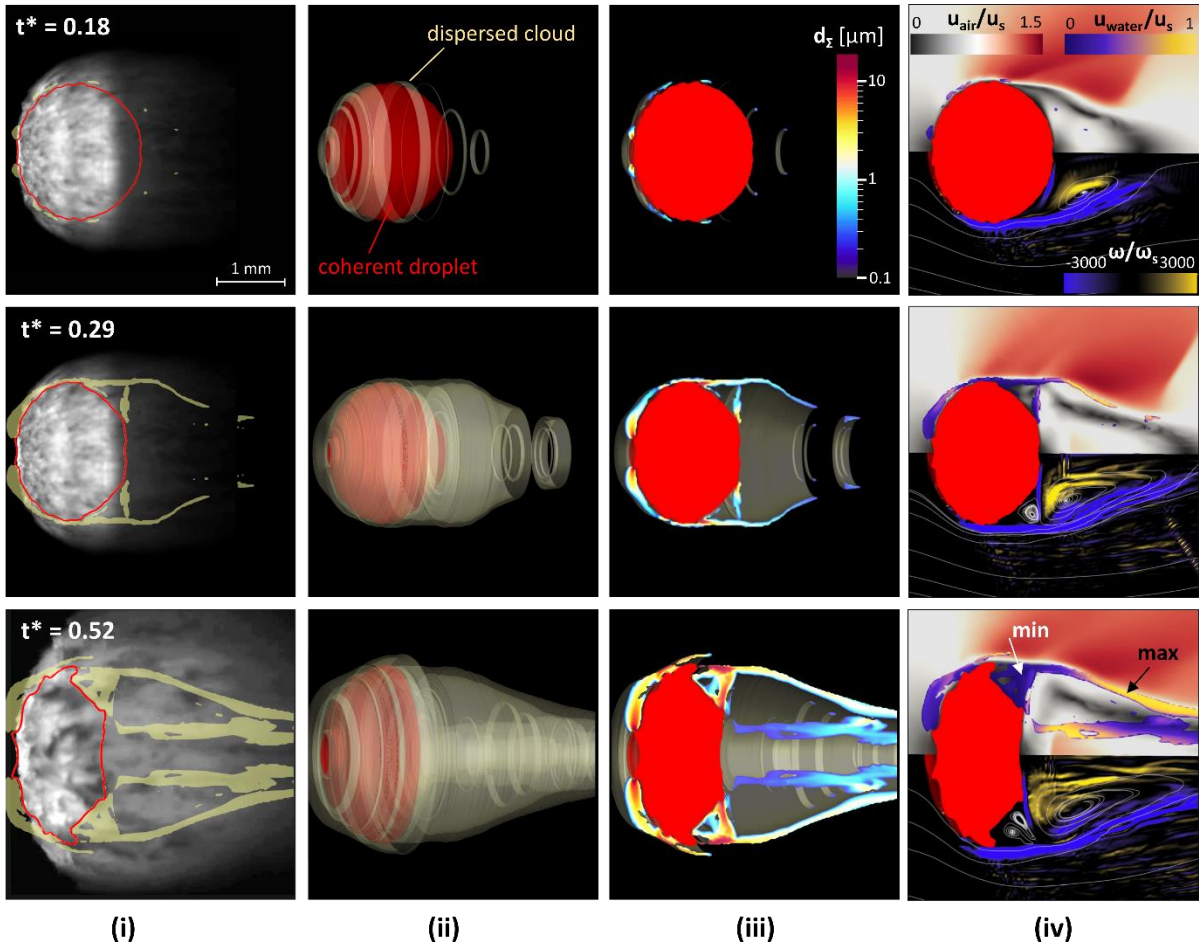 t* = 0.18
1 mm
dispersed cloud
coherent droplet
d_Σ [µm]
10
1
0.1
0 u_air/u_s 1.5
0 u_water/u_s 1
-3000 ω/ω_s 3000
t* = 0.29
t* = 0.52
min
max
(i) (ii) (iii) (iv)